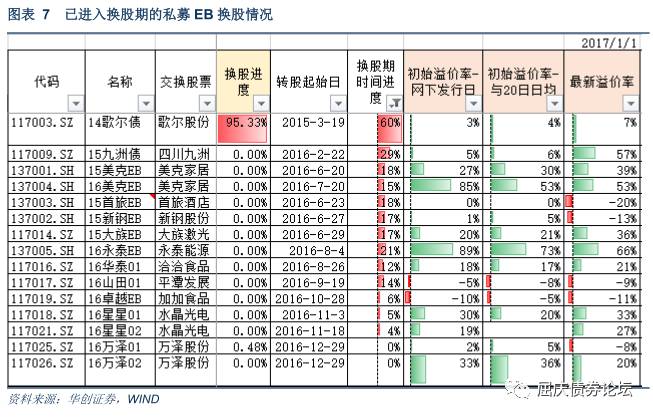 图表 7 已进入换股期的私募 EB 换股情况
2017/1/1
代码 名称 交换股票 换股进度 转股起始日 换股期时间进度 初始溢价率-网下发行日 初始溢价率-与20日日均 最新溢价率
117003.SZ 14歌尔债 歌尔股份 95.33% 2015-3-19 60% 3% 4% 7%
117009.SZ 15九洲债 四川九洲 0.00% 2016-2-22 29% 5% 6% 57%
137001.SH 15美克EB 美克家居 0.00% 2016-6-20 18% 27% 30% 39%
137004.SH 16美克EB 美克家居 0.00% 2016-7-20 15% 85% 53% 53%
137003.SH 15首旅EB 首旅酒店 0.00% 2016-6-23 18% 0% 0% -20%
137002.SH 15新钢EB 新钢股份 0.00% 2016-6-27 17% 1% 5% -13%
117014.SZ 15大族EB 大族激光 0.00% 2016-6-29 17% 20% 21% 36%
137005.SH 16永泰EB 永泰能源 0.00% 2016-8-4 21% 89% 73% 66%
117016.SZ 16华泰01 洽洽食品 0.00% 2016-8-26 12% 18% 17% 21%
117017.SZ 16山田01 平潭发展 0.00% 2016-9-19 14% -5% -8% -9%
117019.SZ 16卓越EB 加加食品 0.00% 2016-10-28 6% -10% -5% -11%
117018.SZ 16星星01 水晶光电 0.00% 2016-11-3 5% 30% 20% 33%
117021.SZ 16星星02 水晶光电 0.00% 2016-11-18 4% 19% 27%
117025.SZ 16万泽01 万泽股份 0.48% 2016-12-29 0% 2% 5% -8%
117026.SZ 16万泽02 万泽股份 0.00% 2016-12-29 0% 33% 36% 20%
资料来源：华创证券，WIND
屈庆债券论坛